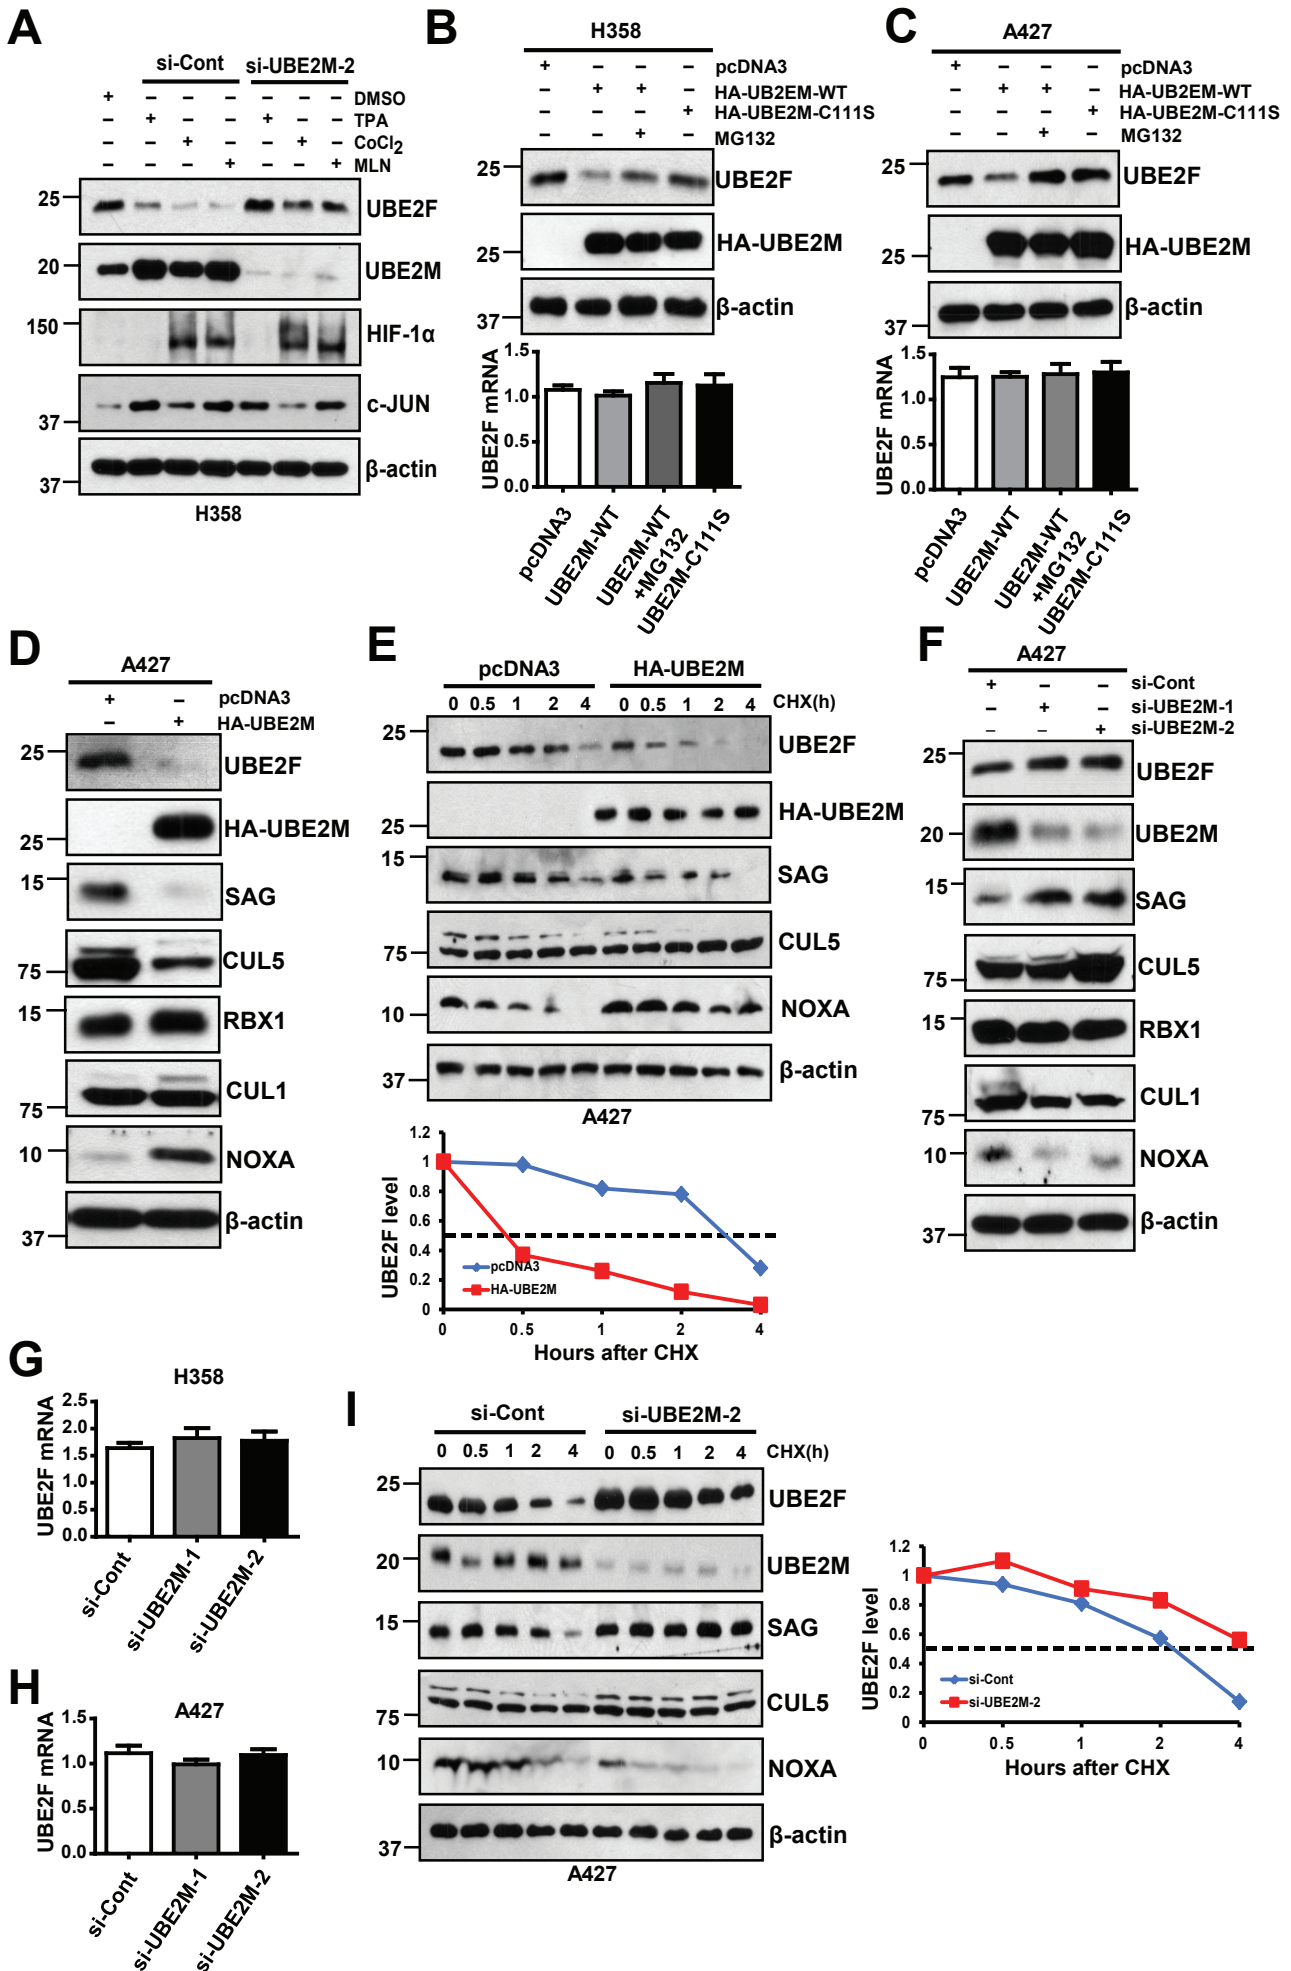 A
si-Cont si-UBE2M-2
+ – – – – – – DMSO
– + – – + – – TPA
– – + – – + – CoCl2
– – – + – – + MLN
25 UBE2F
20 UBE2M
150 HIF-1α
37 c-JUN
37 β-actin
H358
B
H358
+ – – – pcDNA3
– + + – HA-UB2EM-WT
– – – + HA-UBE2M-C111S
– – + – MG132
25 UBE2F
25 HA-UBE2M
37 β-actin
UBE2F mRNA
1.5
1.0
0.5
0.0
pcDNA3
UBE2M-WT
UBE2M-WT
+MG132
UBE2M-C111S
C
A427
+ – – – pcDNA3
– + + – HA-UB2EM-WT
– – – + HA-UBE2M-C111S
– – + – MG132
25 UBE2F
25 HA-UBE2M
37 β-actin
UBE2F mRNA
1.5
1.0
0.5
0.0
pcDNA3
UBE2M-WT
UBE2M-WT
+MG132
UBE2M-C111S
D
A427
+ – pcDNA3
– + HA-UBE2M
25 UBE2F
25 HA-UBE2M
15 SAG
75 CUL5
15 RBX1
75 CUL1
10 NOXA
37 β-actin
E
pcDNA3 HA-UBE2M
0 0.5 1 2 4 0 0.5 1 2 4 CHX(h)
25 UBE2F
25 HA-UBE2M
15 SAG
75 CUL5
10 NOXA
37 β-actin
A427
UBE2F level
1.2
1
0.8
0.6
0.4
0.2
0
pcDNA3
HA-UBE2M
0 0.5 1 2 4
Hours after CHX
F
A427
+ – – si-Cont
– + – si-UBE2M-1
– – + si-UBE2M-2
25 UBE2F
20 UBE2M
15 SAG
75 CUL5
15 RBX1
75 CUL1
10 NOXA
37 β-actin
G
H358
UBE2F mRNA
2.5
2.0
1.5
1.0
0.5
0.0
si-Cont
si-UBE2M-1
si-UBE2M-2
H
A427
UBE2F mRNA
1.5
1.0
0.5
0.0
si-Cont
si-UBE2M-1
si-UBE2M-2
I
si-Cont si-UBE2M-2
0 0.5 1 2 4 0 0.5 1 2 4 CHX(h)
25 UBE2F
20 UBE2M
15 SAG
75 CUL5
10 NOXA
37 β-actin
A427
UBE2F level
1.2
1
0.8
0.6
0.4
0.2
0
si-Cont
si-UBE2M-2
0 0.5 1 2 4
Hours after CHX